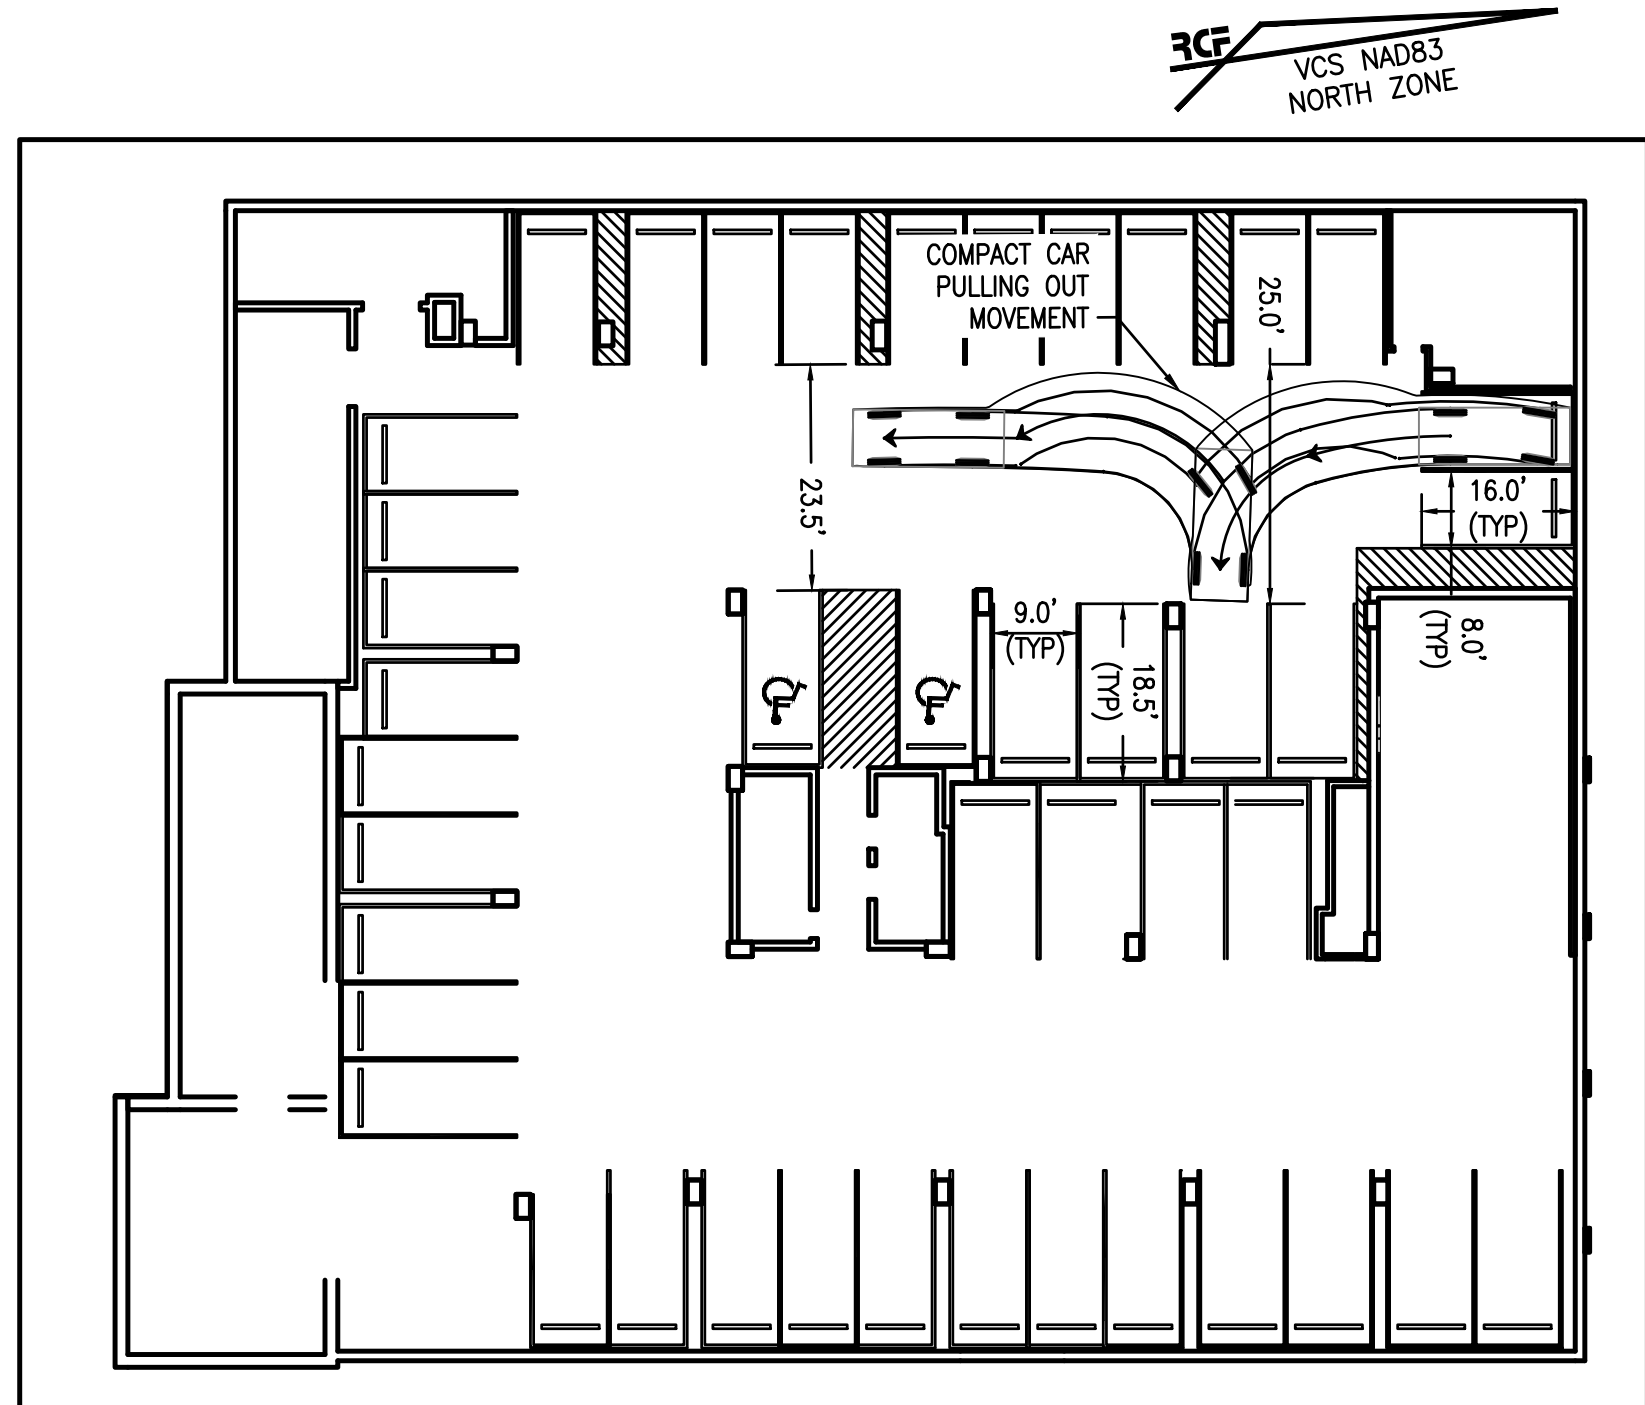 RCF
VCS NAD83
NORTH ZONE
COMPACT CAR
PULLING OUT
MOVEMENT
25.0'
23.5'
16.0'
(TYP)
9.0'
(TYP)
18.5'
(TYP)
8.0'
(TYP)